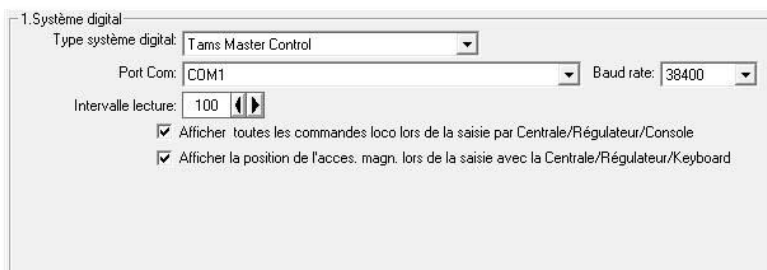 1.Système digital
Type système digital: Tams Master Control
Port Com: COM1 Baud rate: 38400
Intervalle lecture: 100
Afficher toutes les commandes loco lors de la saisie par Centrale/Régulateur/Console
Afficher la position de l'acces. magn. lors de la saisie avec la Centrale/Régulateur/Keyboard